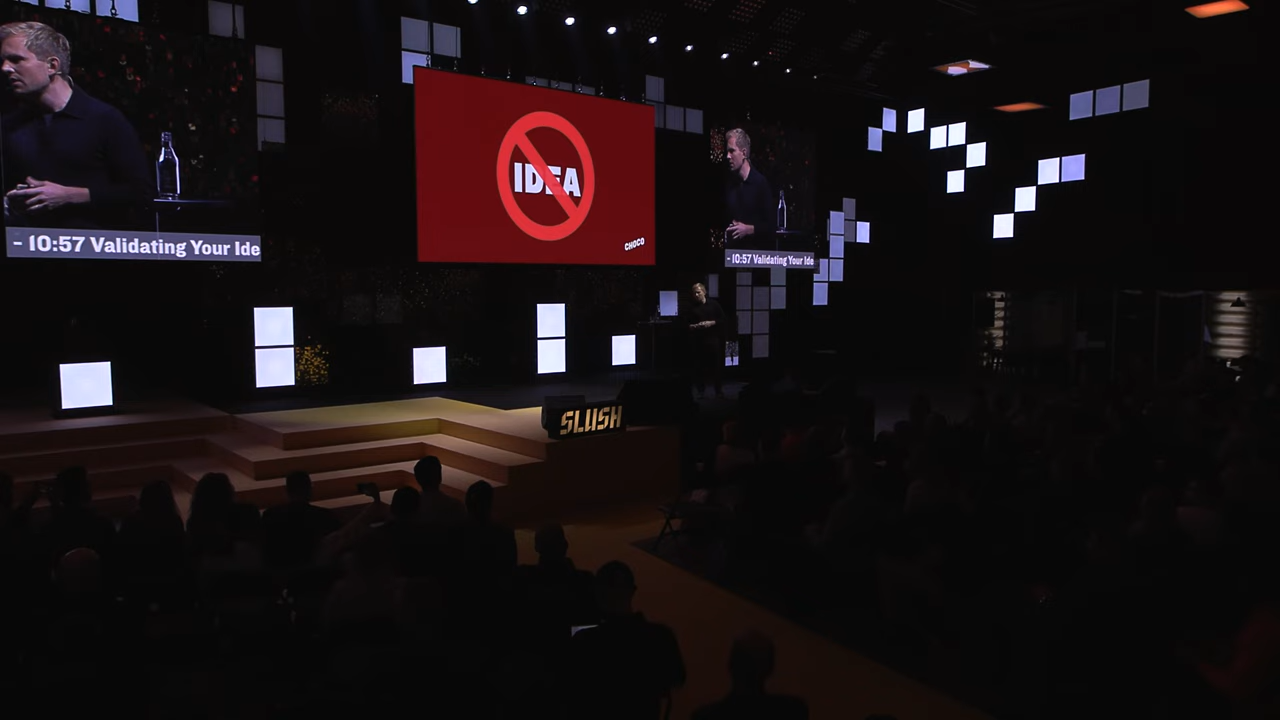 - 10:57 Validating Your Ide
IDEA
CHOCO
- 10:57 Validating Your Ide
SLUSH